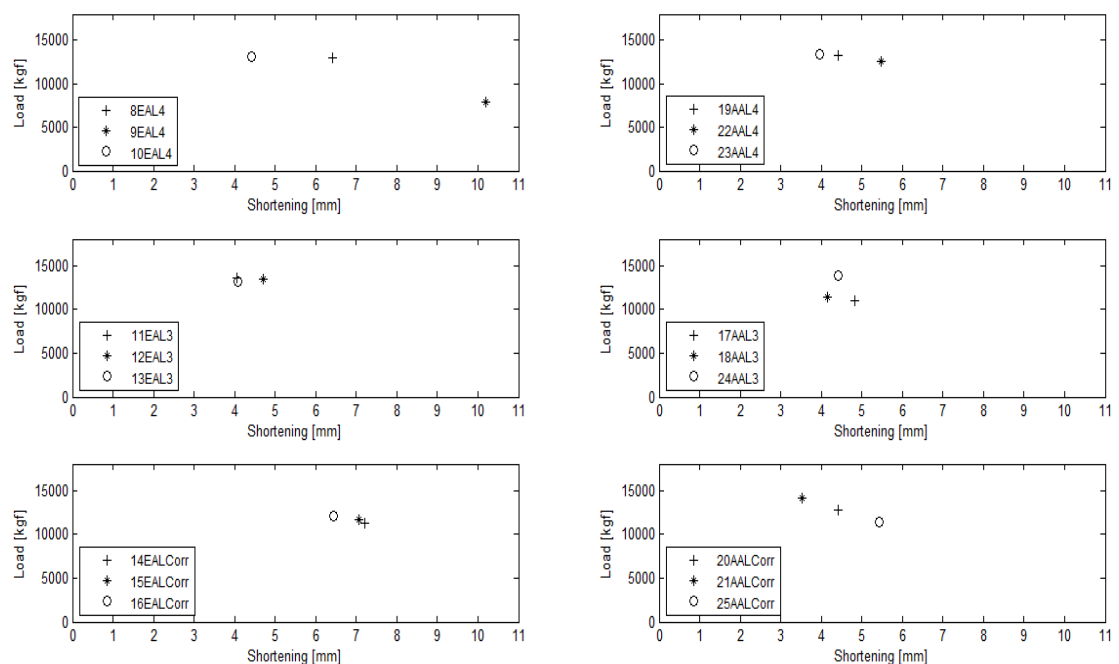 15000
10000
5000
0
Load [kgf]
+ 8EAL4
* 9EAL4
○ 10EAL4
0 1 2 3 4 5 6 7 8 9 10 11
Shortening [mm]
15000
10000
5000
0
Load [kgf]
+ 19AAL4
* 22AAL4
○ 23AAL4
0 1 2 3 4 5 6 7 8 9 10 11
Shortening [mm]
15000
10000
5000
0
Load [kgf]
+ 11EAL3
* 12EAL3
○ 13EAL3
0 1 2 3 4 5 6 7 8 9 10 11
Shortening [mm]
15000
10000
5000
0
Load [kgf]
+ 17AAL3
* 18AAL3
○ 24AAL3
0 1 2 3 4 5 6 7 8 9 10 11
Shortening [mm]
15000
10000
5000
0
Load [kgf]
+ 14EALCorr
* 15EALCorr
○ 16EALCorr
0 1 2 3 4 5 6 7 8 9 10 11
Shortening [mm]
15000
10000
5000
0
Load [kgf]
+ 20AALCorr
* 21AALCorr
○ 25AALCorr
0 1 2 3 4 5 6 7 8 9 10 11
Shortening [mm]